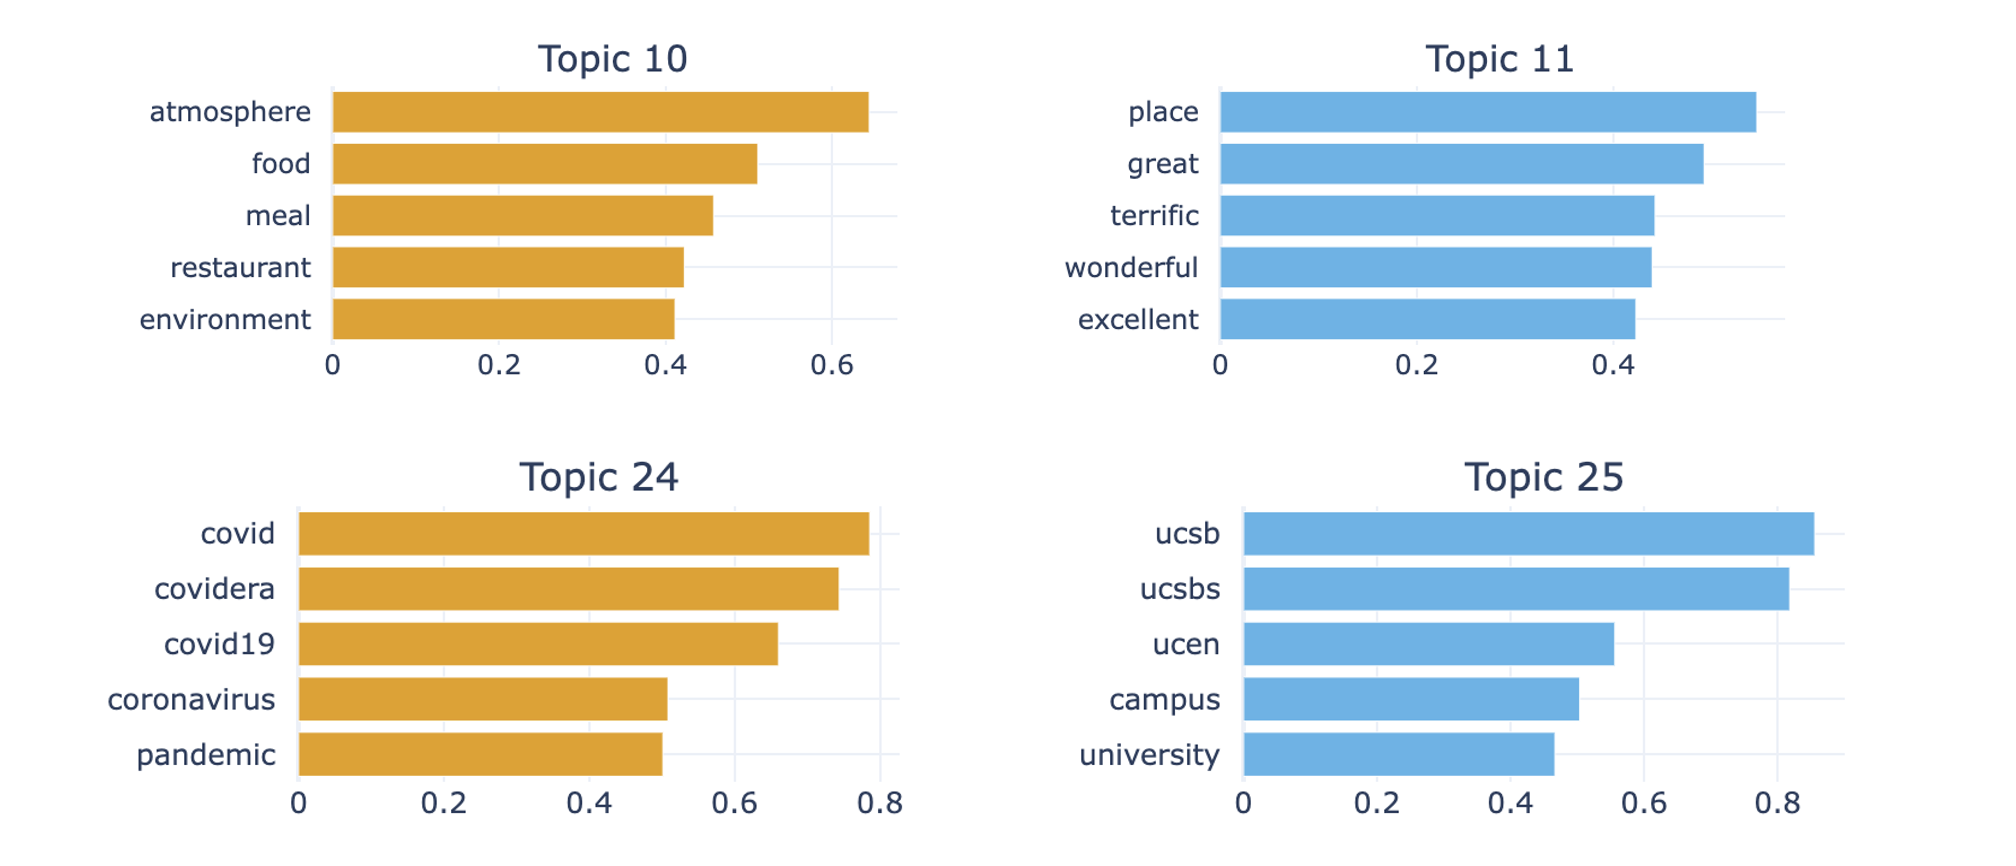 Topic 10
atmosphere
food
meal
restaurant
environment
0 0.2 0.4 0.6
Topic 11
place
great
terrific
wonderful
excellent
0 0.2 0.4
Topic 24
covid
covidera
covid19
coronavirus
pandemic
0 0.2 0.4 0.6 0.8
Topic 25
ucsb
ucsbs
ucen
campus
university
0 0.2 0.4 0.6 0.8